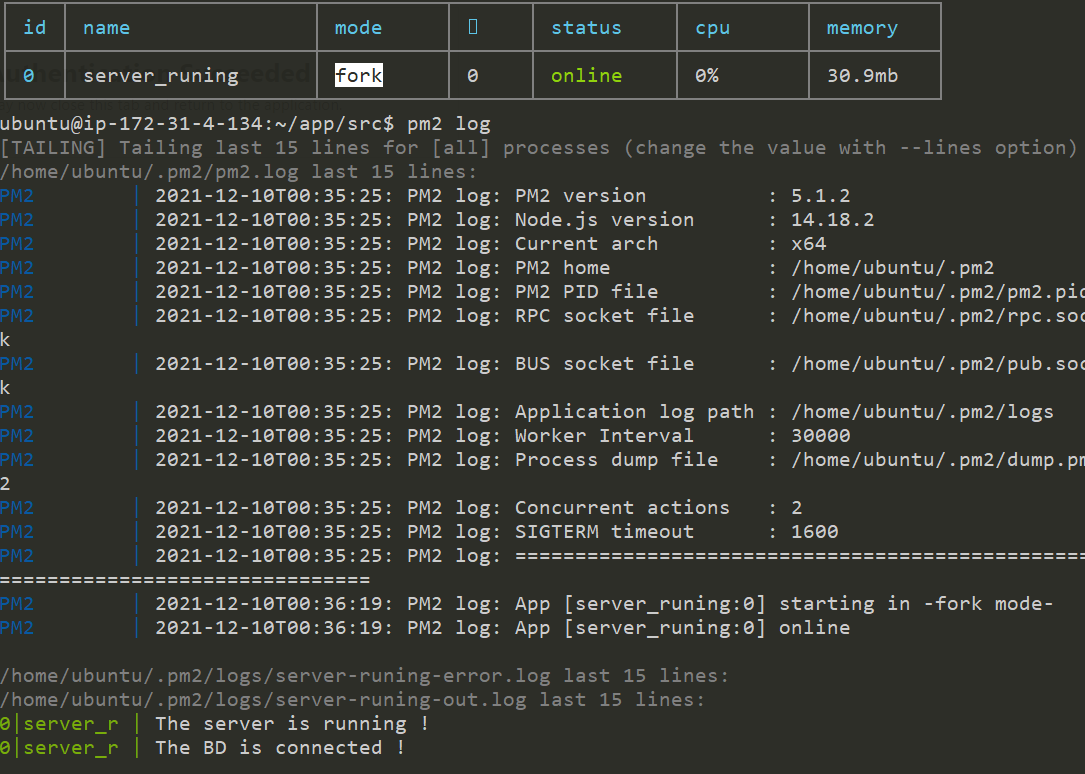 id name mode status cpu memory
0 server_runing fork 0 online 0% 30.9mb
ubuntu@ip-172-31-4-134:~/app/src$ pm2 log
[TAILING] Tailing last 15 lines for [all] processes (change the value with --lines option)
/home/ubuntu/.pm2/pm2.log last 15 lines:
PM2 | 2021-12-10T00:35:25: PM2 log: PM2 version : 5.1.2
PM2 | 2021-12-10T00:35:25: PM2 log: Node.js version : 14.18.2
PM2 | 2021-12-10T00:35:25: PM2 log: Current arch : x64
PM2 | 2021-12-10T00:35:25: PM2 log: PM2 home : /home/ubuntu/.pm2
PM2 | 2021-12-10T00:35:25: PM2 log: PM2 PID file : /home/ubuntu/.pm2/pm2.pid
PM2 | 2021-12-10T00:35:25: PM2 log: RPC socket file : /home/ubuntu/.pm2/rpc.soc
k
PM2 | 2021-12-10T00:35:25: PM2 log: BUS socket file : /home/ubuntu/.pm2/pub.soc
k
PM2 | 2021-12-10T00:35:25: PM2 log: Application log path : /home/ubuntu/.pm2/logs
PM2 | 2021-12-10T00:35:25: PM2 log: Worker Interval : 30000
PM2 | 2021-12-10T00:35:25: PM2 log: Process dump file : /home/ubuntu/.pm2/dump.pm
2
PM2 | 2021-12-10T00:35:25: PM2 log: Concurrent actions : 2
PM2 | 2021-12-10T00:35:25: PM2 log: SIGTERM timeout : 1600
PM2 | 2021-12-10T00:35:25: PM2 log: ================================================
===============================
PM2 | 2021-12-10T00:36:19: PM2 log: App [server_runing:0] starting in -fork mode-
PM2 | 2021-12-10T00:36:19: PM2 log: App [server_runing:0] online
/home/ubuntu/.pm2/logs/server-runing-error.log last 15 lines:
/home/ubuntu/.pm2/logs/server-runing-out.log last 15 lines:
0|server_r | The server is running !
0|server_r | The BD is connected !